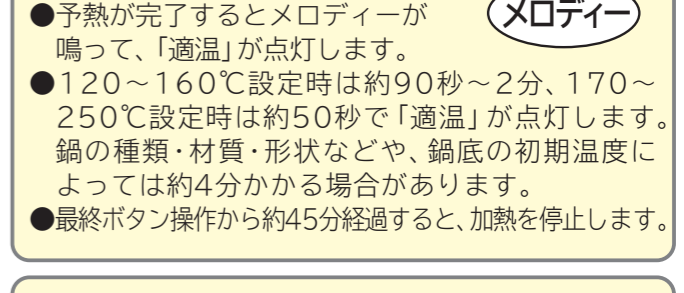 ●予熱が完了するとメロディーが
メロディー
鳴って、「適温」が点灯します。
●120～160℃設定時は約90秒～2分、170～
250℃設定時は約50秒で「適温」が点灯します。
鍋の種類・材質・形状などや、鍋底の初期温度に
よっては約4分かかる場合があります。
●最終ボタン操作から約45分経過すると、加熱を停止します。